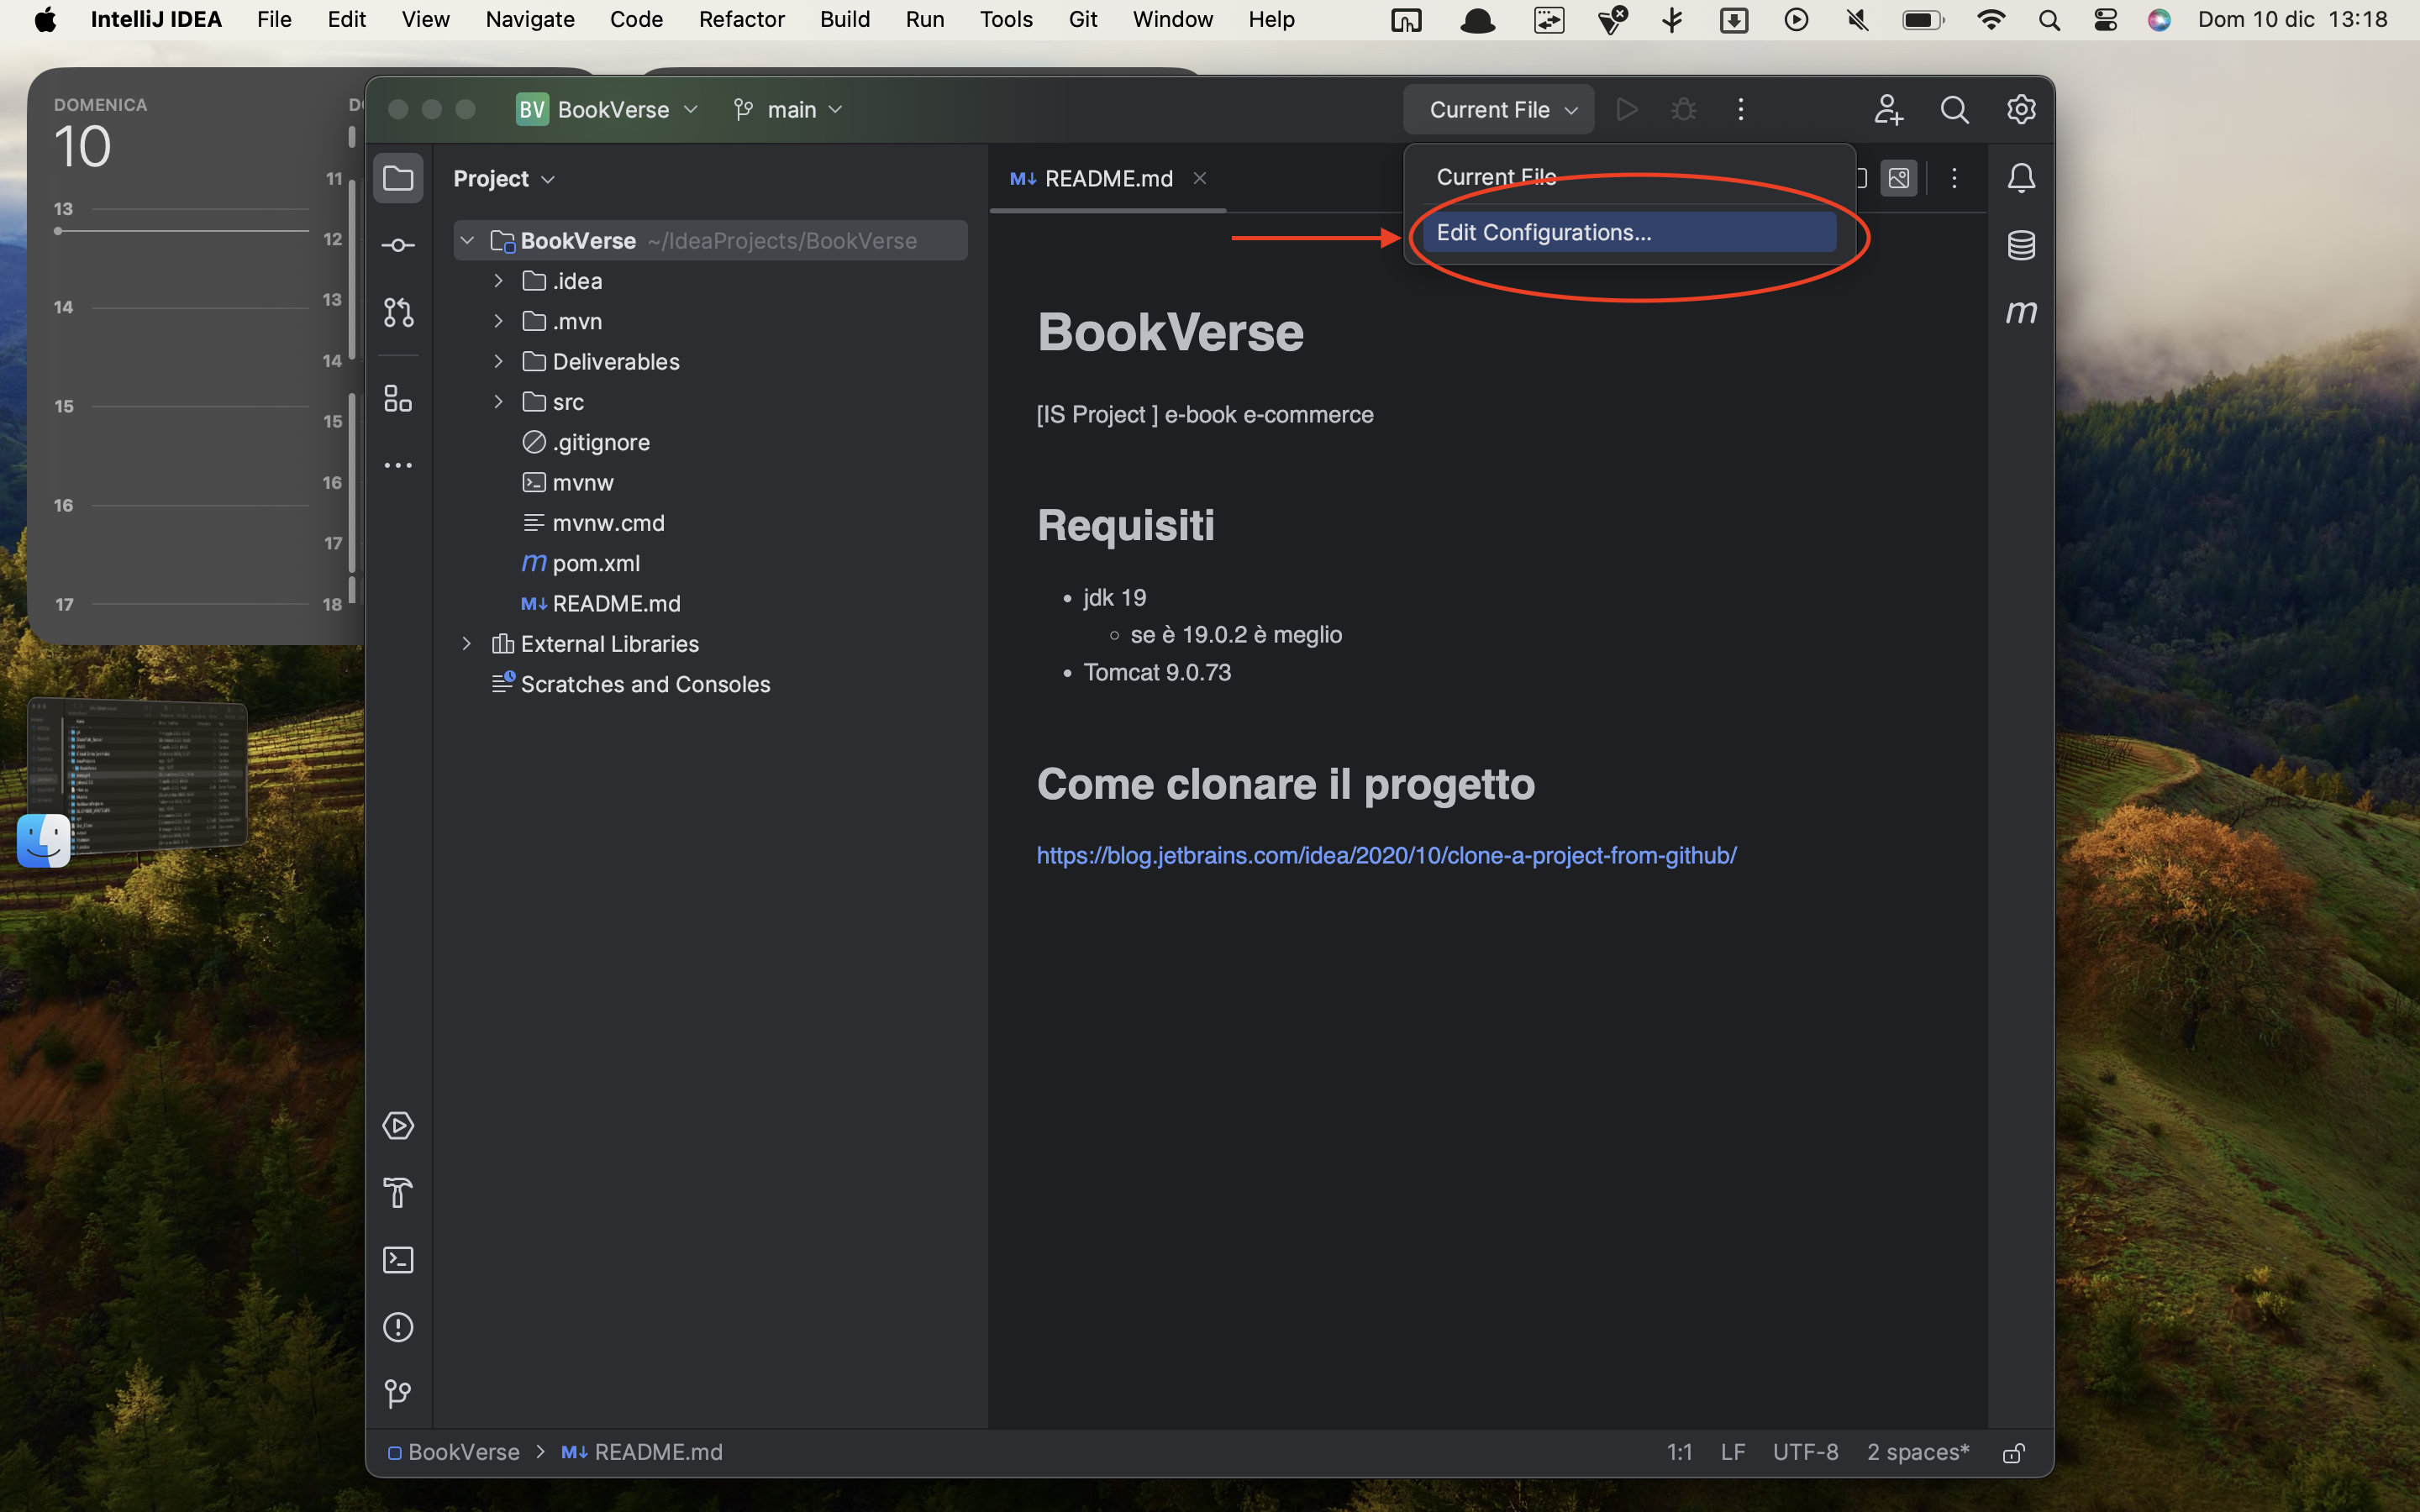 IntelliJ IDEA File Edit View Navigate Code Refactor Build Run Tools Git Window Help Dom 10 dic 13:18
DOMENICA
10
13
14
15
16
17
11
12
13
14
15
16
17
18
BV BookVerse main Current File
Project
README.md
Current File
Edit Configurations...
BookVerse ~/IdeaProjects/BookVerse
.idea
.mvn
Deliverables
src
.gitignore
mvnw
mvnw.cmd
m pom.xml
M README.md
External Libraries
Scratches and Consoles
BookVerse
[IS Project ] e-book e-commerce
Requisiti
jdk 19
se è 19.0.2 è meglio
Tomcat 9.0.73
Come clonare il progetto
https://blog.jetbrains.com/idea/2020/10/clone-a-project-from-github/
m
BookVerse > M README.md 1:1 LF UTF-8 2 spaces*